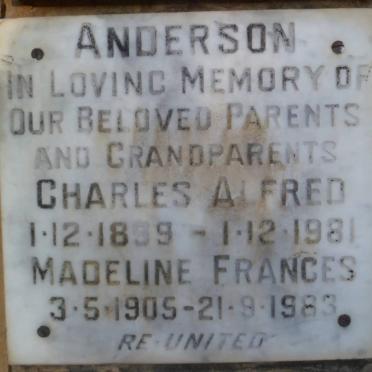 ANDERSON
IN LOVING MEMORY OF
OUR BELOVED PARENTS
AND GRANDPARENTS
CHARLES ALFRED
1·12·1899 - 1·12·1981
MADELINE FRANCES
3·5·1905-21·9·1983
RE-UNITED